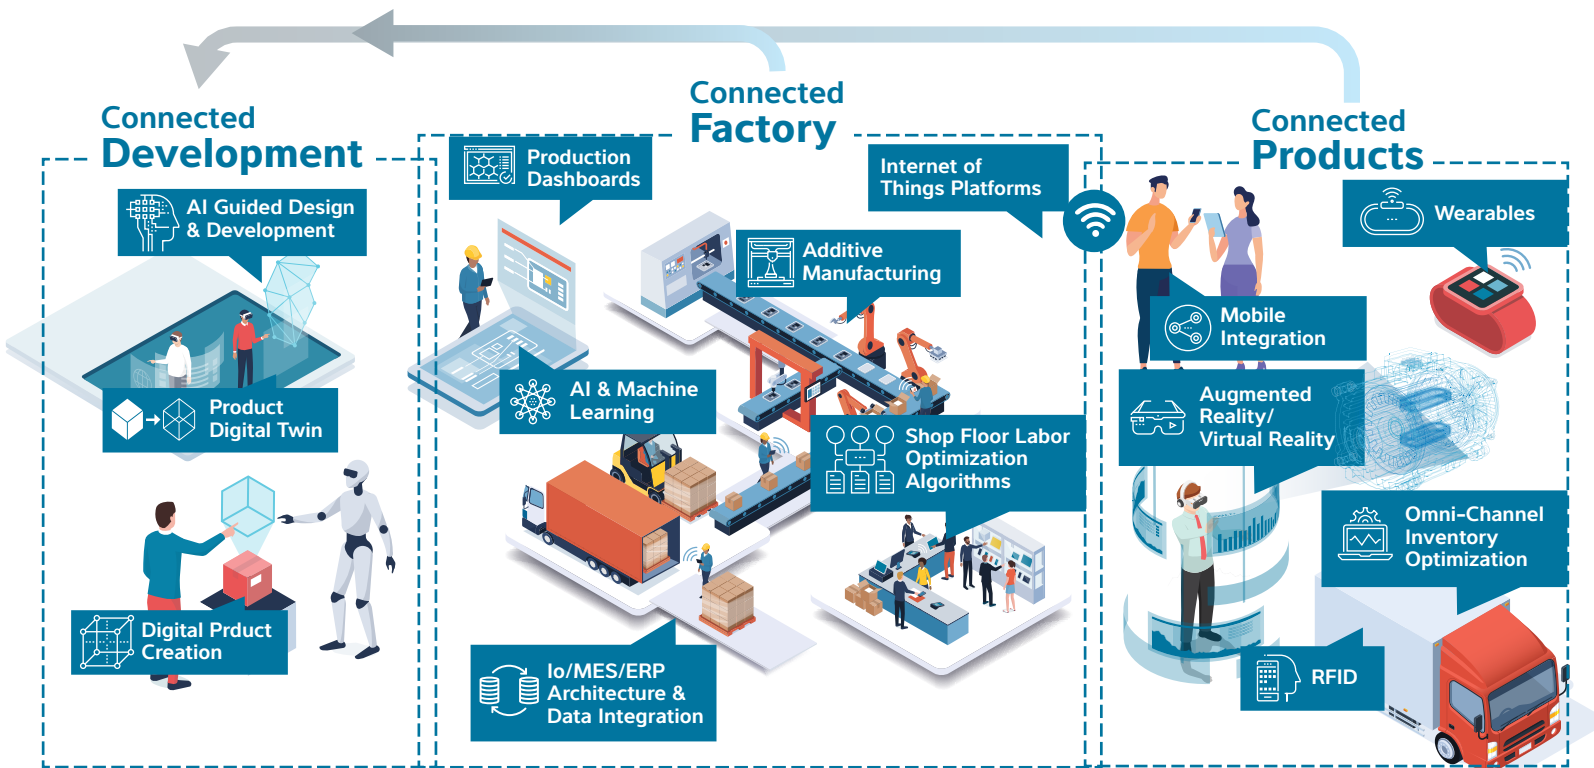 Connected
Development
AI Guided Design
& Development
Product
Digital Twin
Digital Prduct
Creation
Connected
Factory
Production
Dashboards
Internet of
Things Platforms
Additive
Manufacturing
AI & Machine
Learning
Shop Floor Labor
Optimization
Algorithms
Io/MES/ERP
Architecture &
Data Integration
Connected
Products
Wearables
Mobile
Integration
Augmented
Reality/
Virtual Reality
Omni-Channel
Inventory
Optimization
RFID